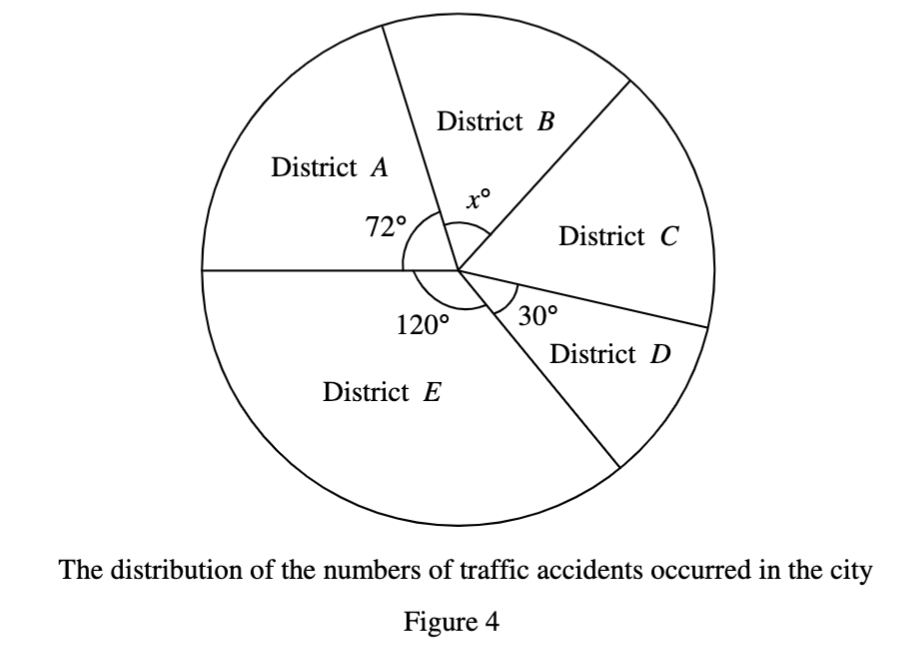 District B
District A
x°
72°
District C
120°
30°
District D
District E
The distribution of the numbers of traffic accidents occurred in the city
Figure 4